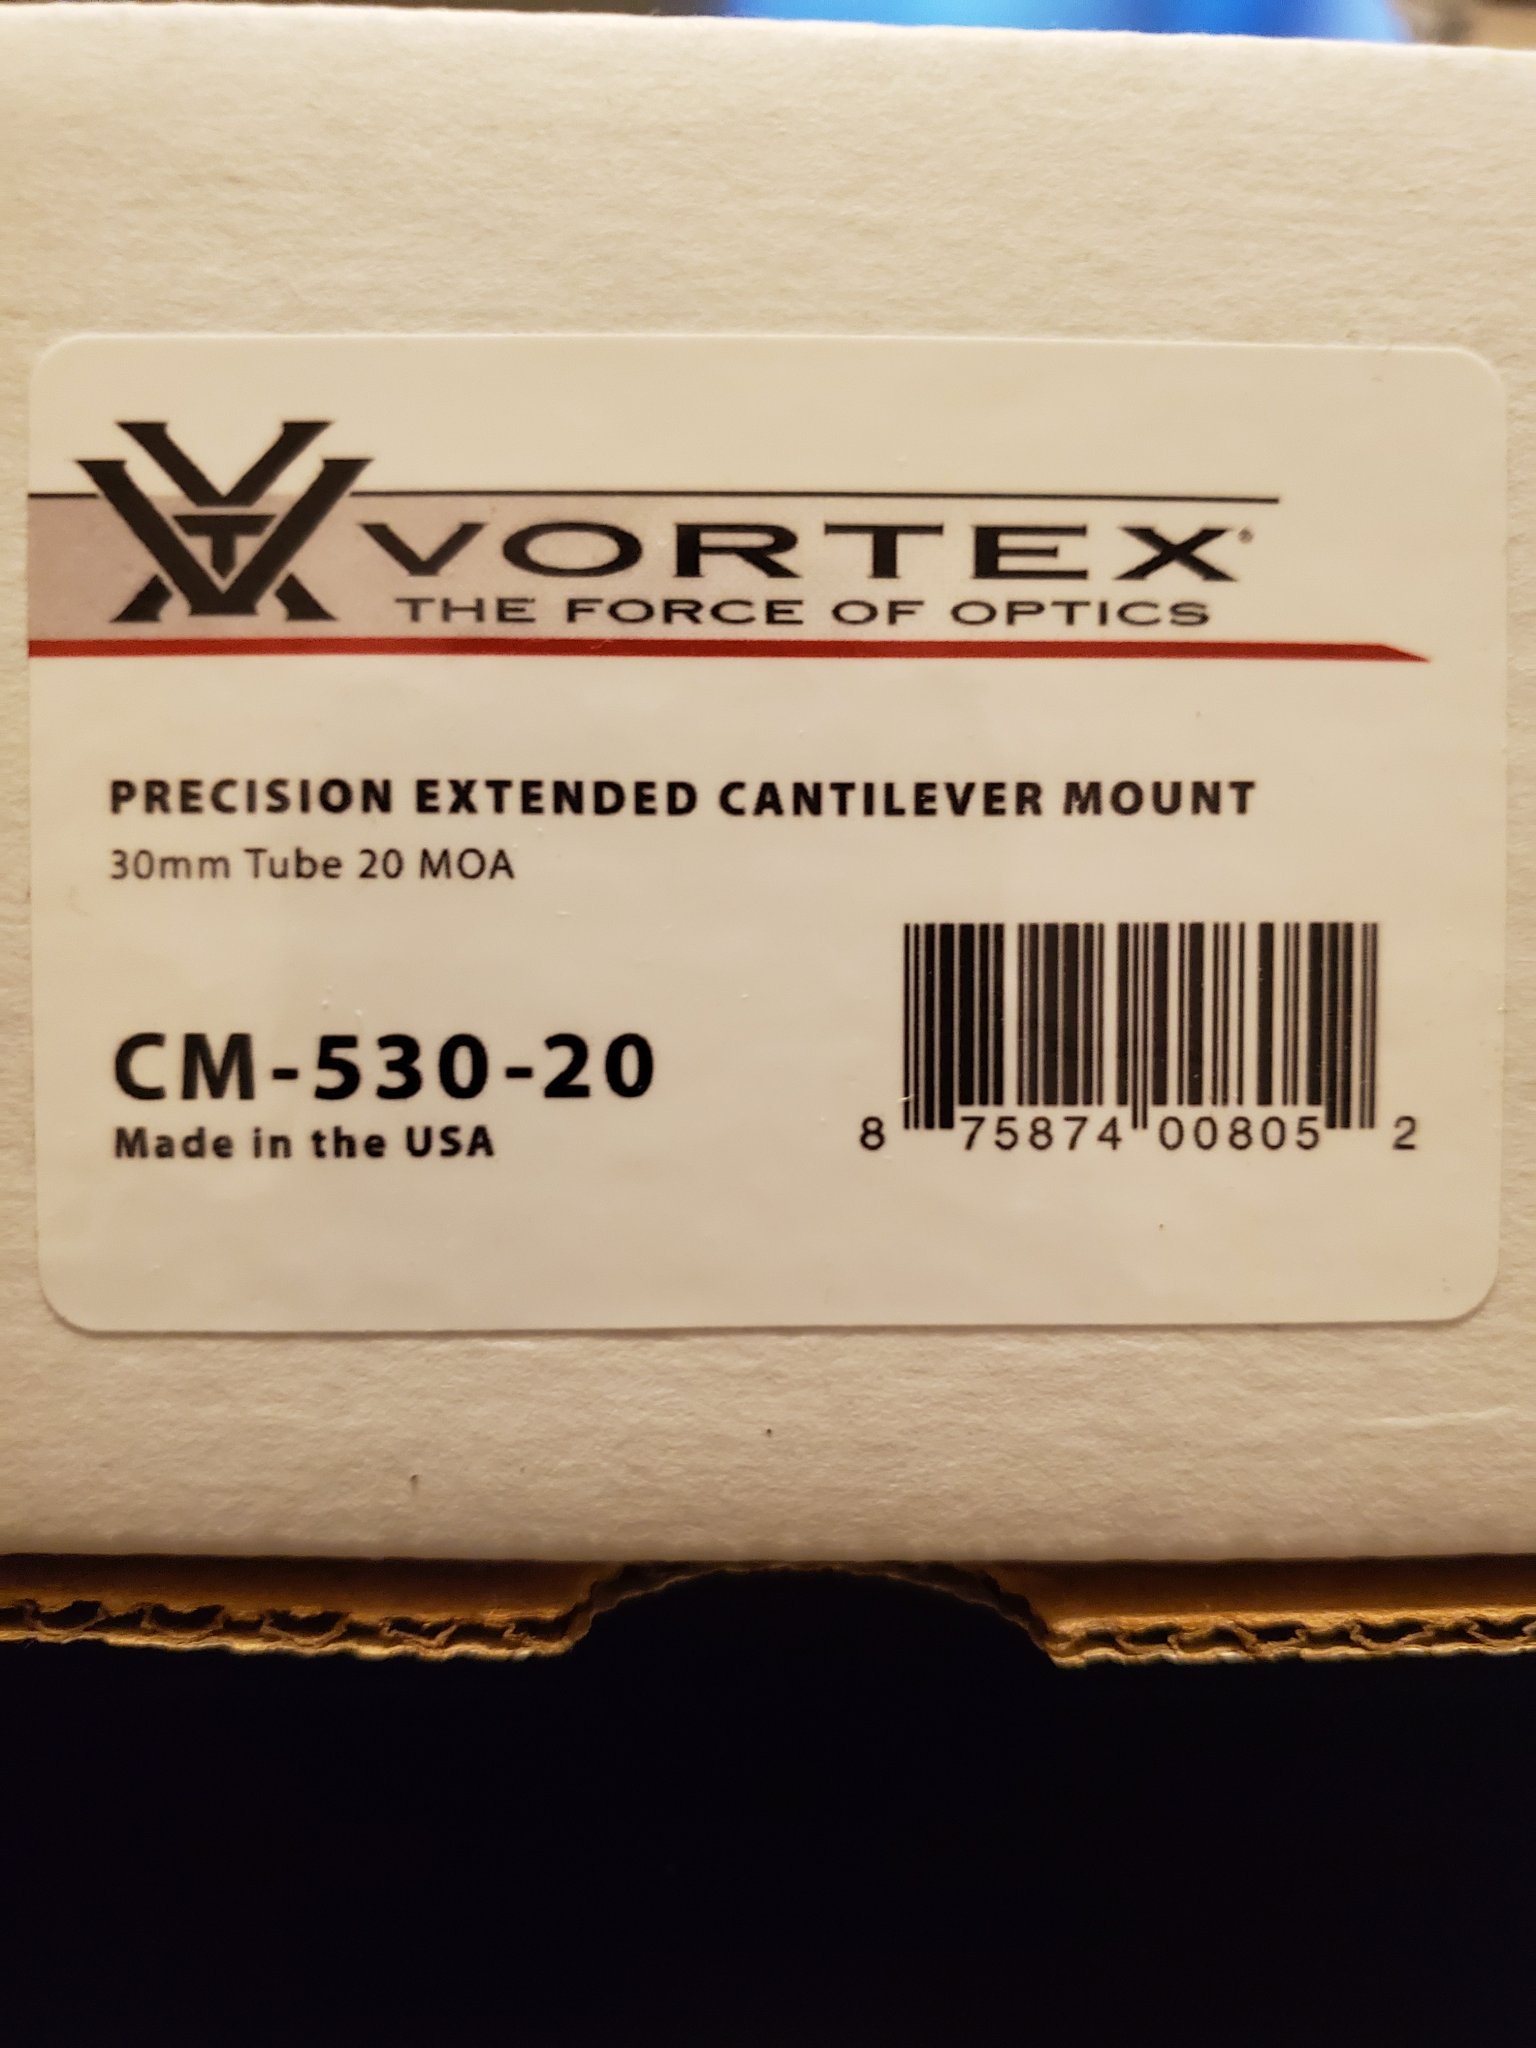 VORTEX®
THE FORCE OF OPTICS
PRECISION EXTENDED CANTILEVER MOUNT
30mm Tube 20 MOA
CM-530-20
Made in the USA
8 75874 00805 2